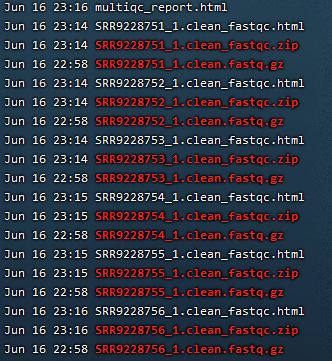 Jun 16 23:16 multiqc_report.html
Jun 16 23:14 SRR9228751_1.clean_fastqc.html
Jun 16 23:14 SRR9228751_1.clean_fastqc.zip
Jun 16 22:58 SRR9228751_1.clean.fastq.gz
Jun 16 23:14 SRR9228752_1.clean_fastqc.html
Jun 16 23:14 SRR9228752_1.clean_fastqc.zip
Jun 16 22:58 SRR9228752_1.clean.fastq.gz
Jun 16 23:14 SRR9228753_1.clean_fastqc.html
Jun 16 23:14 SRR9228753_1.clean_fastqc.zip
Jun 16 22:58 SRR9228753_1.clean.fastq.gz
Jun 16 23:15 SRR9228754_1.clean_fastqc.html
Jun 16 23:15 SRR9228754_1.clean_fastqc.zip
Jun 16 22:58 SRR9228754_1.clean.fastq.gz
Jun 16 23:15 SRR9228755_1.clean_fastqc.html
Jun 16 23:15 SRR9228755_1.clean_fastqc.zip
Jun 16 22:58 SRR9228755_1.clean.fastq.gz
Jun 16 23:16 SRR9228756_1.clean_fastqc.html
Jun 16 23:16 SRR9228756_1.clean_fastqc.zip
Jun 16 22:58 SRR9228756_1.clean.fastq.gz